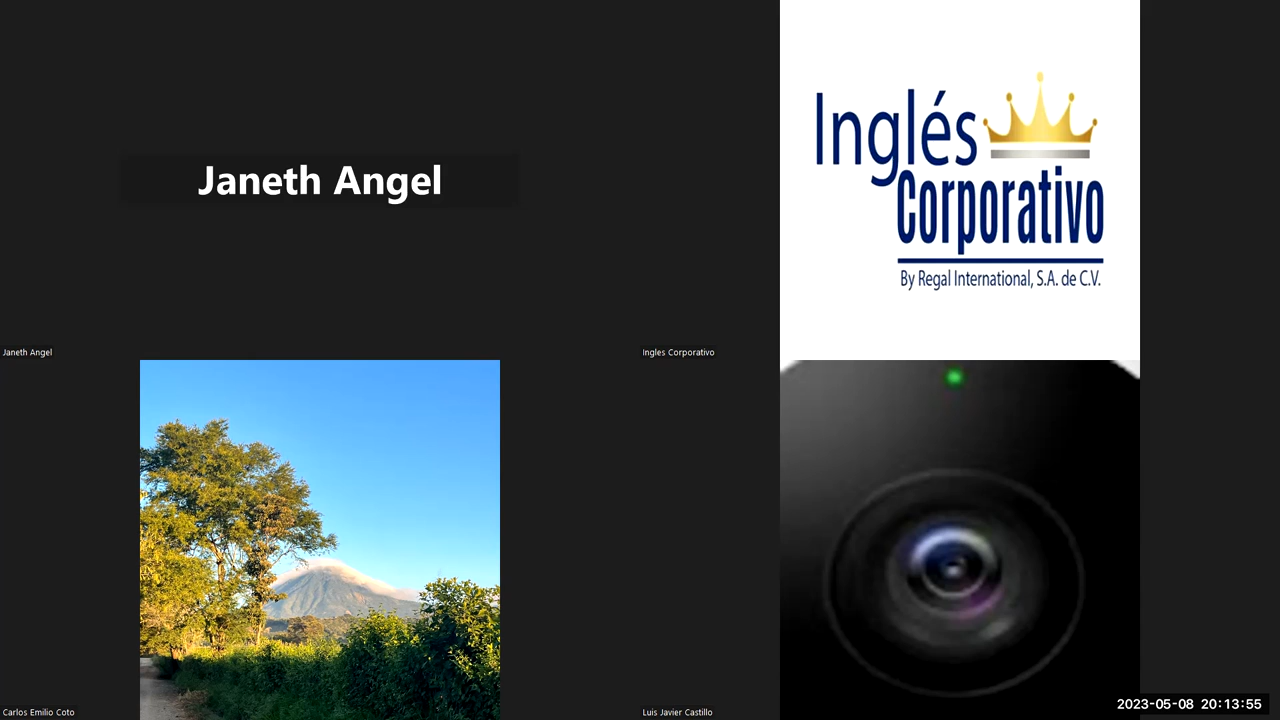 Janeth Angel
Inglés
Corporativo
By Regal International, S.A. de C.V.
Janeth Angel
Ingles Corporativo
Carlos Emilio Coto
Luis Javier Castillo
2023-05-08 20:13:55